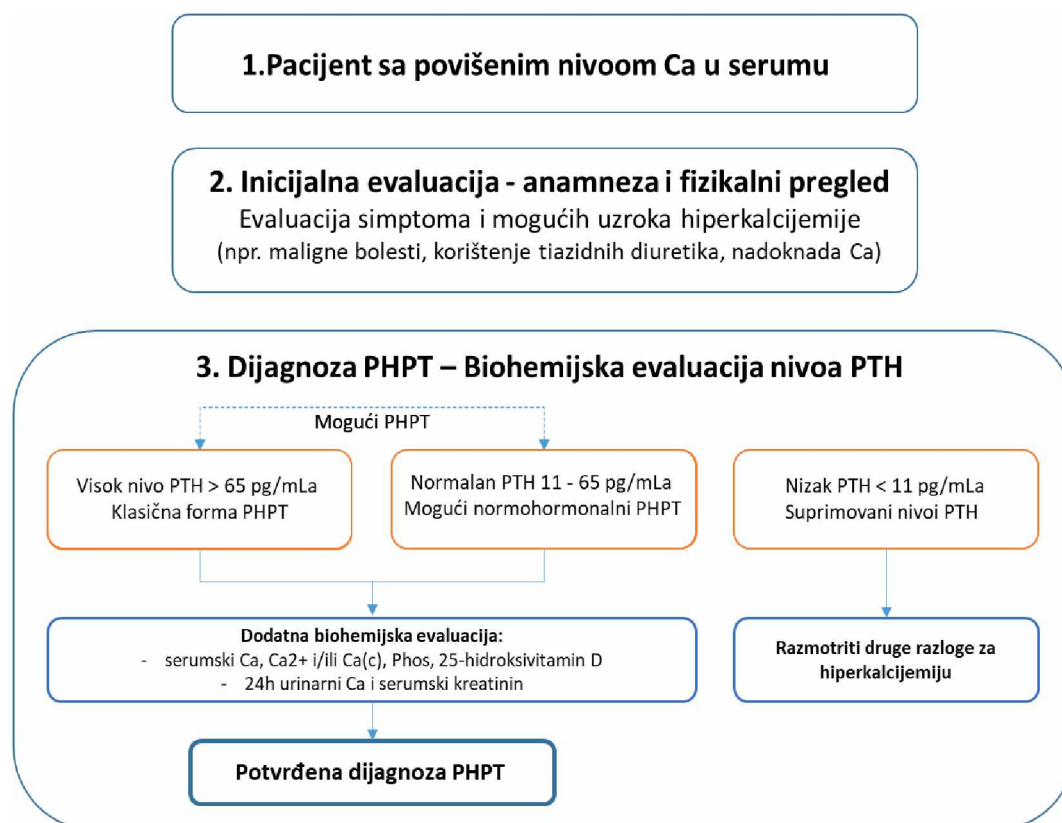 1.Pacijent sa povišenim nivoom Ca u serumu
2. Inicijalna evaluacija - anamneza i fizikalni pregled
Evaluacija simptoma i mogućih uzroka hiperkalcijemije
(npr. maligne bolesti, korištenje tiazidnih diuretika, nadoknada Ca)
3. Dijagnoza PHPT – Biohemijska evaluacija nivoa PTH
Mogući PHPT
Visok nivo PTH > 65 pg/mLa
Klasična forma PHPT
Normalan PTH 11 - 65 pg/mLa
Mogući normohormonalni PHPT
Nizak PTH < 11 pg/mLa
Suprimovani nivoi PTH
Dodatna biohemijska evaluacija:
- serumski Ca, Ca2+ i/ili Ca(c), Phos, 25-hidroksivitamin D
- 24h urinarni Ca i serumski kreatinin
Razmotriti druge razloge za
hiperkalcijemiju
Potvrđena dijagnoza PHPT